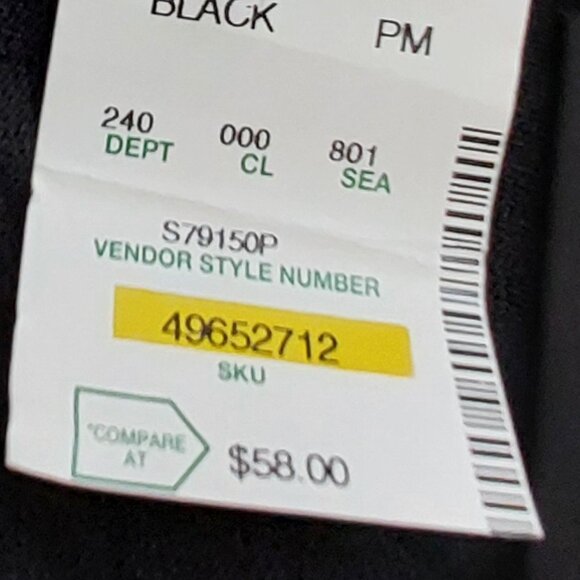 BLACK PM
240 000 801
DEPT CL SEA
S79150P
VENDOR STYLE NUMBER
49652712
SKU
*COMPARE
AT
$58.00